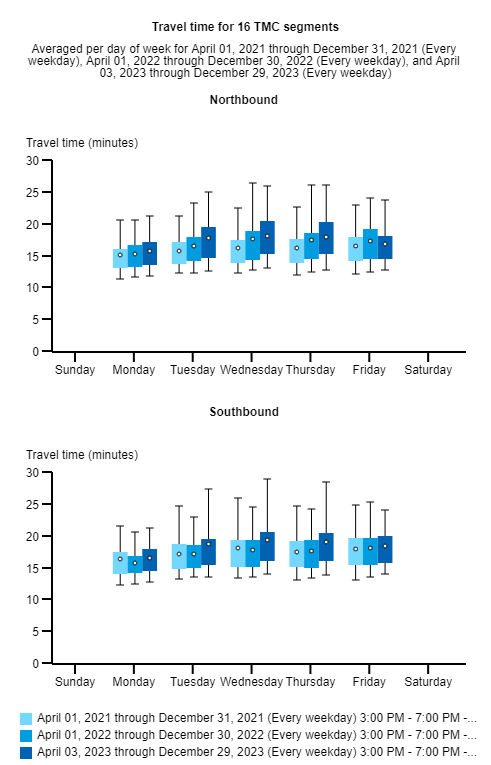 Travel time for 16 TMC segments
Averaged per day of week for April 01, 2021 through December 31, 2021 (Every
weekday), April 01, 2022 through December 30, 2022 (Every weekday), and April
03, 2023 through December 29, 2023 (Every weekday)
Northbound
Travel time (minutes)
30
25
20
15
10
5
0
Sunday Monday Tuesday Wednesday Thursday Friday Saturday
Southbound
Travel time (minutes)
30
25
20
15
10
5
0
Sunday Monday Tuesday Wednesday Thursday Friday Saturday
April 01, 2021 through December 31, 2021 (Every weekday) 3:00 PM - 7:00 PM -...
April 01, 2022 through December 30, 2022 (Every weekday) 3:00 PM - 7:00 PM -...
April 03, 2023 through December 29, 2023 (Every weekday) 3:00 PM - 7:00 PM -...